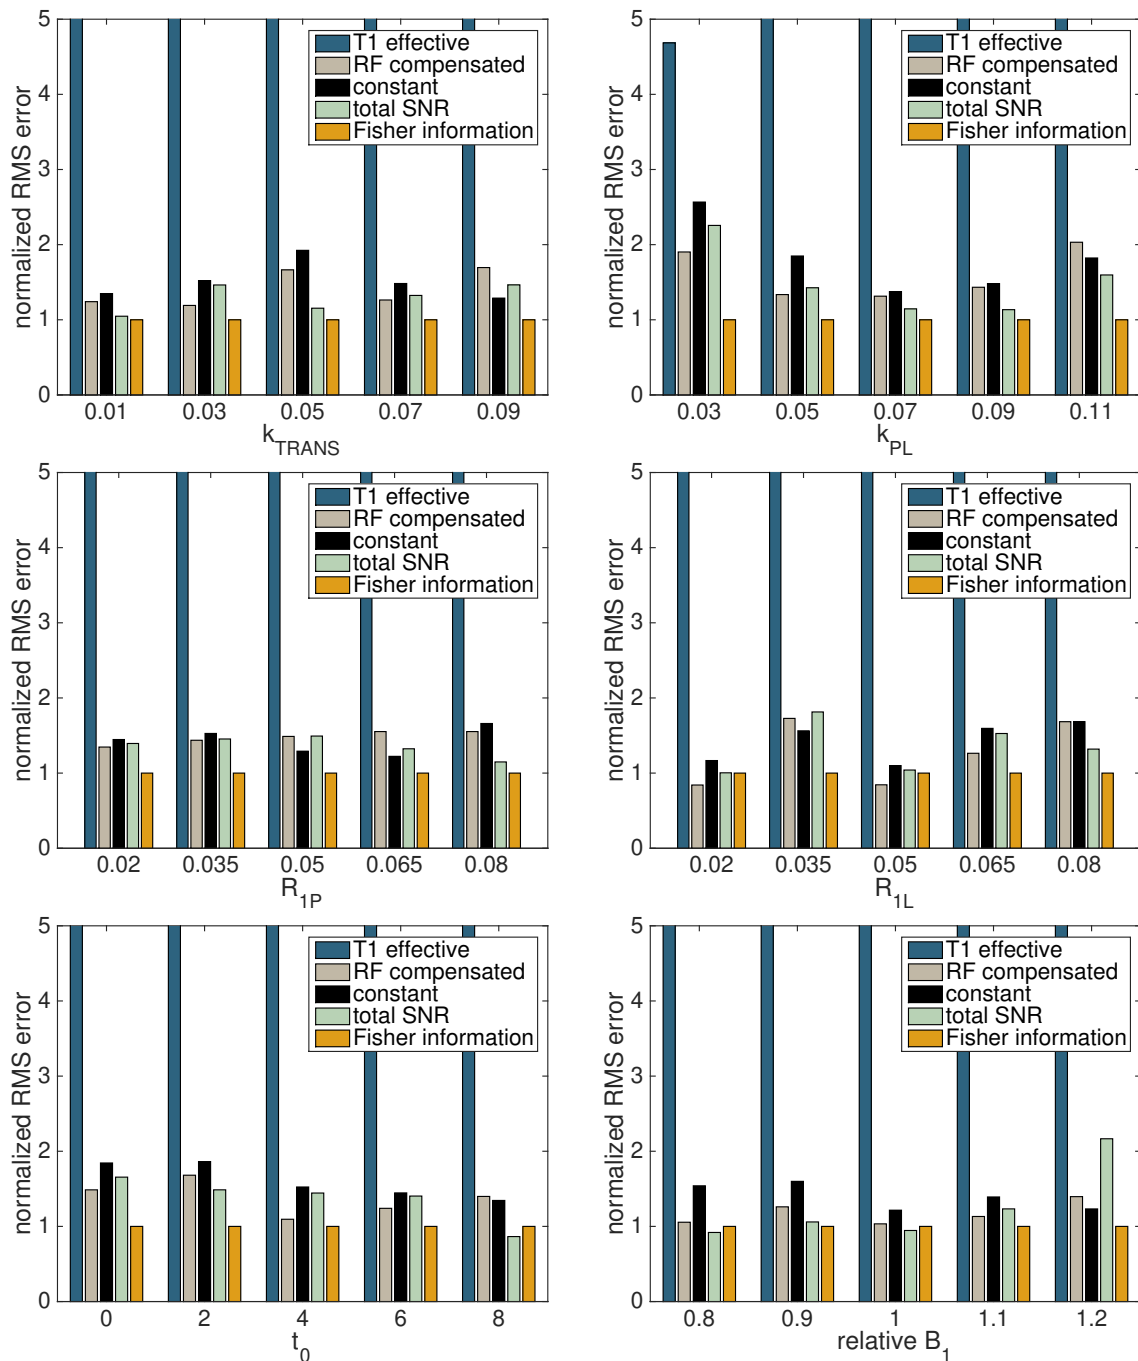 normalized RMS error
5
4
3
2
1
0
T1 effective
RF compensated
constant
total SNR
Fisher information
0.01 0.03 0.05 0.07 0.09
k_TRANS
normalized RMS error
5
4
3
2
1
0
T1 effective
RF compensated
constant
total SNR
Fisher information
0.03 0.05 0.07 0.09 0.11
k_PL
normalized RMS error
5
4
3
2
1
0
T1 effective
RF compensated
constant
total SNR
Fisher information
0.02 0.035 0.05 0.065 0.08
R_1P
normalized RMS error
5
4
3
2
1
0
T1 effective
RF compensated
constant
total SNR
Fisher information
0.02 0.035 0.05 0.065 0.08
R_1L
normalized RMS error
5
4
3
2
1
0
T1 effective
RF compensated
constant
total SNR
Fisher information
0 2 4 6 8
t_0
normalized RMS error
5
4
3
2
1
0
T1 effective
RF compensated
constant
total SNR
Fisher information
0.8 0.9 1 1.1 1.2
relative B_1